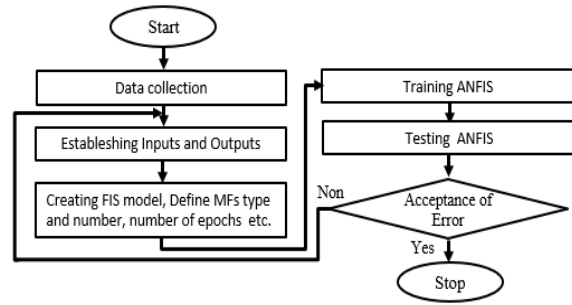 Start
Data collection
Estableshing Inputs and Outputs
Creating FIS model, Define MFs type
and number, number of epochs etc.
Training ANFIS
Testing ANFIS
Acceptance of
Error
Non
Yes
Stop